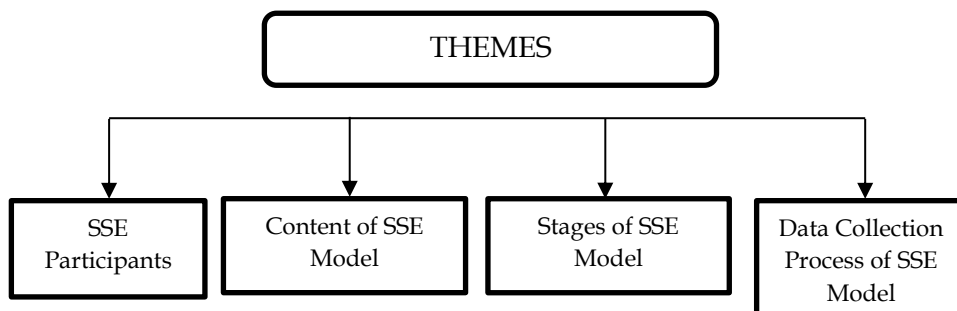 THEMES
SSE
Participants
Content of SSE
Model
Stages of SSE
Model
Data Collection
Process of SSE
Model